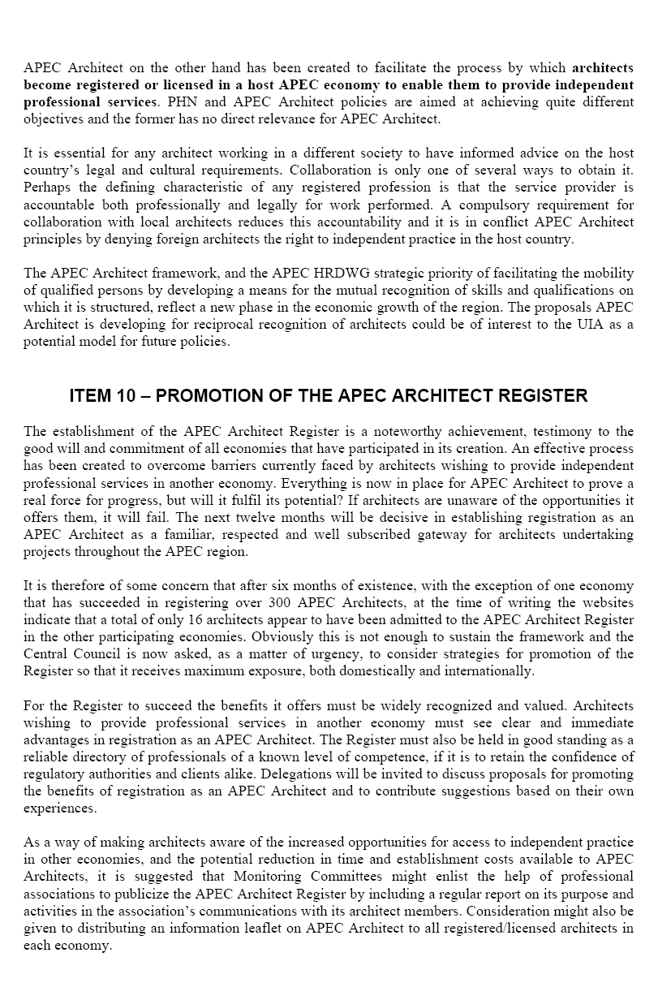 APEC Architect on the other hand has been created to facilitate the process by which architects
become registered or licensed in a host APEC economy to enable them to provide independent
professional services. PHN and APEC Architect policies are aimed at achieving quite different
objectives and the former has no direct relevance for APEC Architect.
It is essential for any architect working in a different society to have informed advice on the host
country's legal and cultural requirements. Collaboration is only one of several ways to obtain it.
Perhaps the defining characteristic of any registered profession is that the service provider is
accountable both professionally and legally for work performed. A compulsory requirement for
collaboration with local architects reduces this accountability and it is in conflict APEC Architect
principles by denying foreign architects the right to independent practice in the host country.
The APEC Architect framework, and the APEC HRDWG strategic priority of facilitating the mobility
of qualified persons by developing a means for the mutual recognition of skills and qualifications on
which it is structured, reflect a new phase in the economic growth of the region. The proposals APEC
Architect is developing for reciprocal recognition of architects could be of interest to the UIA as a
potential model for future policies.
ITEM 10 – PROMOTION OF THE APEC ARCHITECT REGISTER
The establishment of the APEC Architect Register is a noteworthy achievement, testimony to the
good will and commitment of all economies that have participated in its creation. An effective process
has been created to overcome barriers currently faced by architects wishing to provide independent
professional services in another economy. Everything is now in place for APEC Architect to prove a
real force for progress, but will it fulfil its potential? If architects are unaware of the opportunities it
offers them, it will fail. The next twelve months will be decisive in establishing registration as an
APEC Architect as a familiar, respected and well subscribed gateway for architects undertaking
projects throughout the APEC region.
It is therefore of some concern that after six months of existence, with the exception of one economy
that has succeeded in registering over 300 APEC Architects, at the time of writing the websites
indicate that a total of only 16 architects appear to have been admitted to the APEC Architect Register
in the other participating economies. Obviously this is not enough to sustain the framework and the
Central Council is now asked, as a matter of urgency, to consider strategies for promotion of the
Register so that it receives maximum exposure, both domestically and internationally.
For the Register to succeed the benefits it offers must be widely recognized and valued. Architects
wishing to provide professional services in another economy must see clear and immediate
advantages in registration as an APEC Architect. The Register must also be held in good standing as a
reliable directory of professionals of a known level of competence, if it is to retain the confidence of
regulatory authorities and clients alike. Delegations will be invited to discuss proposals for promoting
the benefits of registration as an APEC Architect and to contribute suggestions based on their own
experiences.
As a way of making architects aware of the increased opportunities for access to independent practice
in other economies, and the potential reduction in time and establishment costs available to APEC
Architects, it is suggested that Monitoring Committees might enlist the help of professional
associations to publicize the APEC Architect Register by including a regular report on its purpose and
activities in the association's communications with its architect members. Consideration might also be
given to distributing an information leaflet on APEC Architect to all registered/licensed architects in
each economy.